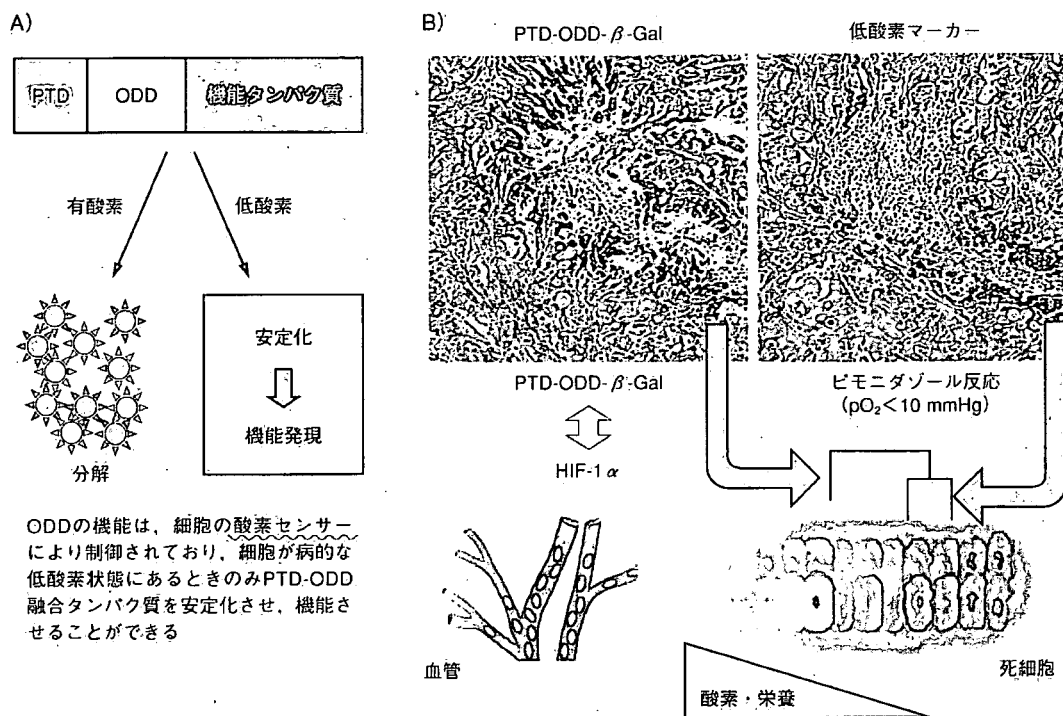 A)
PTD
ODD
機能タンパク質
有酸素
低酸素
分解
安定化
機能発現
ODDの機能は，細胞の酸素センサー
により制御されており，細胞が病的な
低酸素状態にあるときのみPTD-ODD
融合タンパク質を安定化させ，機能さ
せることができる
B)
PTD-ODD-β-Gal
低酸素マーカー
PTD-ODD-β-Gal
HIF-1α
ピモニダゾール反応
(pO₂<10 mmHg)
血管
死細胞
酸素・栄養